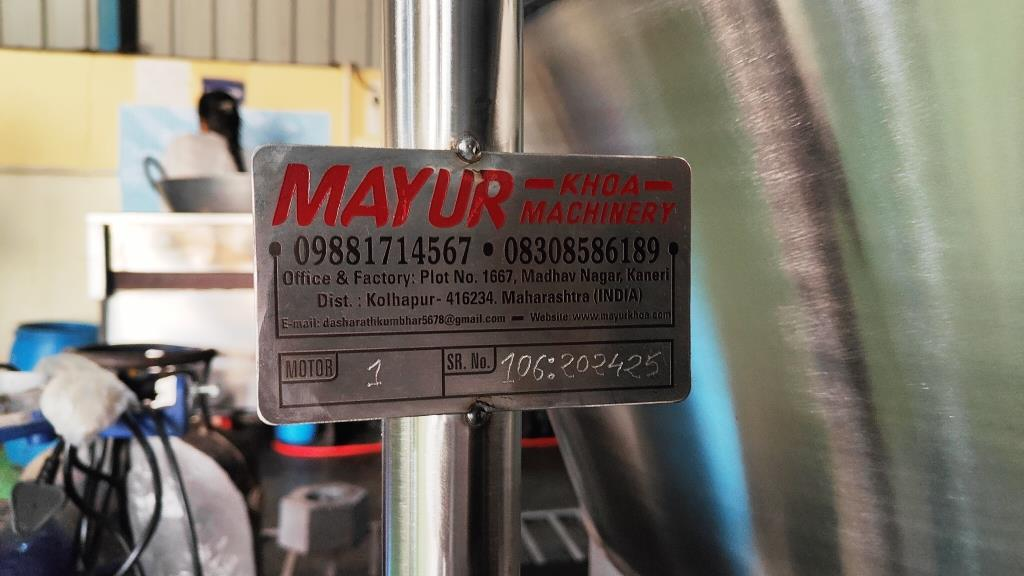 MAYUR KHOA MACHINERY
09881714567 • 08308586189
Office & Factory: Plot No. 1667, Madhav Nagar, Kaneri
Dist. : Kolhapur- 416234. Maharashtra (INDIA)
E-mail: dasharathkumbhar5678@gmail.com — Website: www.mayurkhoa.com
MOTOR 1 SR. No. 106:202425